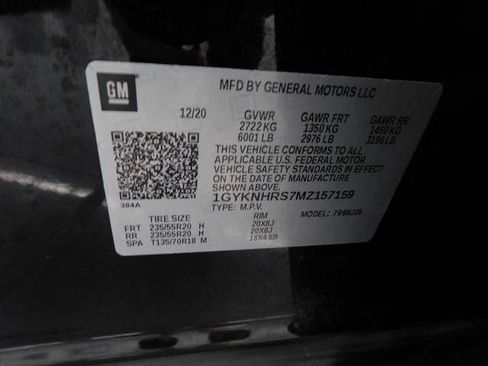 GM
MFD BY GENERAL MOTORS LLC
12/20 GVWR GAWR FRT GAWR RR
2722 KG 1350 KG 1450 KG
6001 LB 2976 LB 3196 LB
THIS VEHICLE CONFORMS TO ALL
APPLICABLE U.S. FEDERAL MOTOR
VEHICLE SAFETY STANDARDS IN EFFECT
ON THE DATE OF MANUFACTURE SHOWN ABOVE.
1GYKNHRS7MZ157159
384A TYPE: M.P.V. MODEL:
TIRE SIZE RIM
FRT 235/55R20 H 20X8J
RR 235/55R20 H 20X8J
SPA T135/70R18 M 18X4.5B